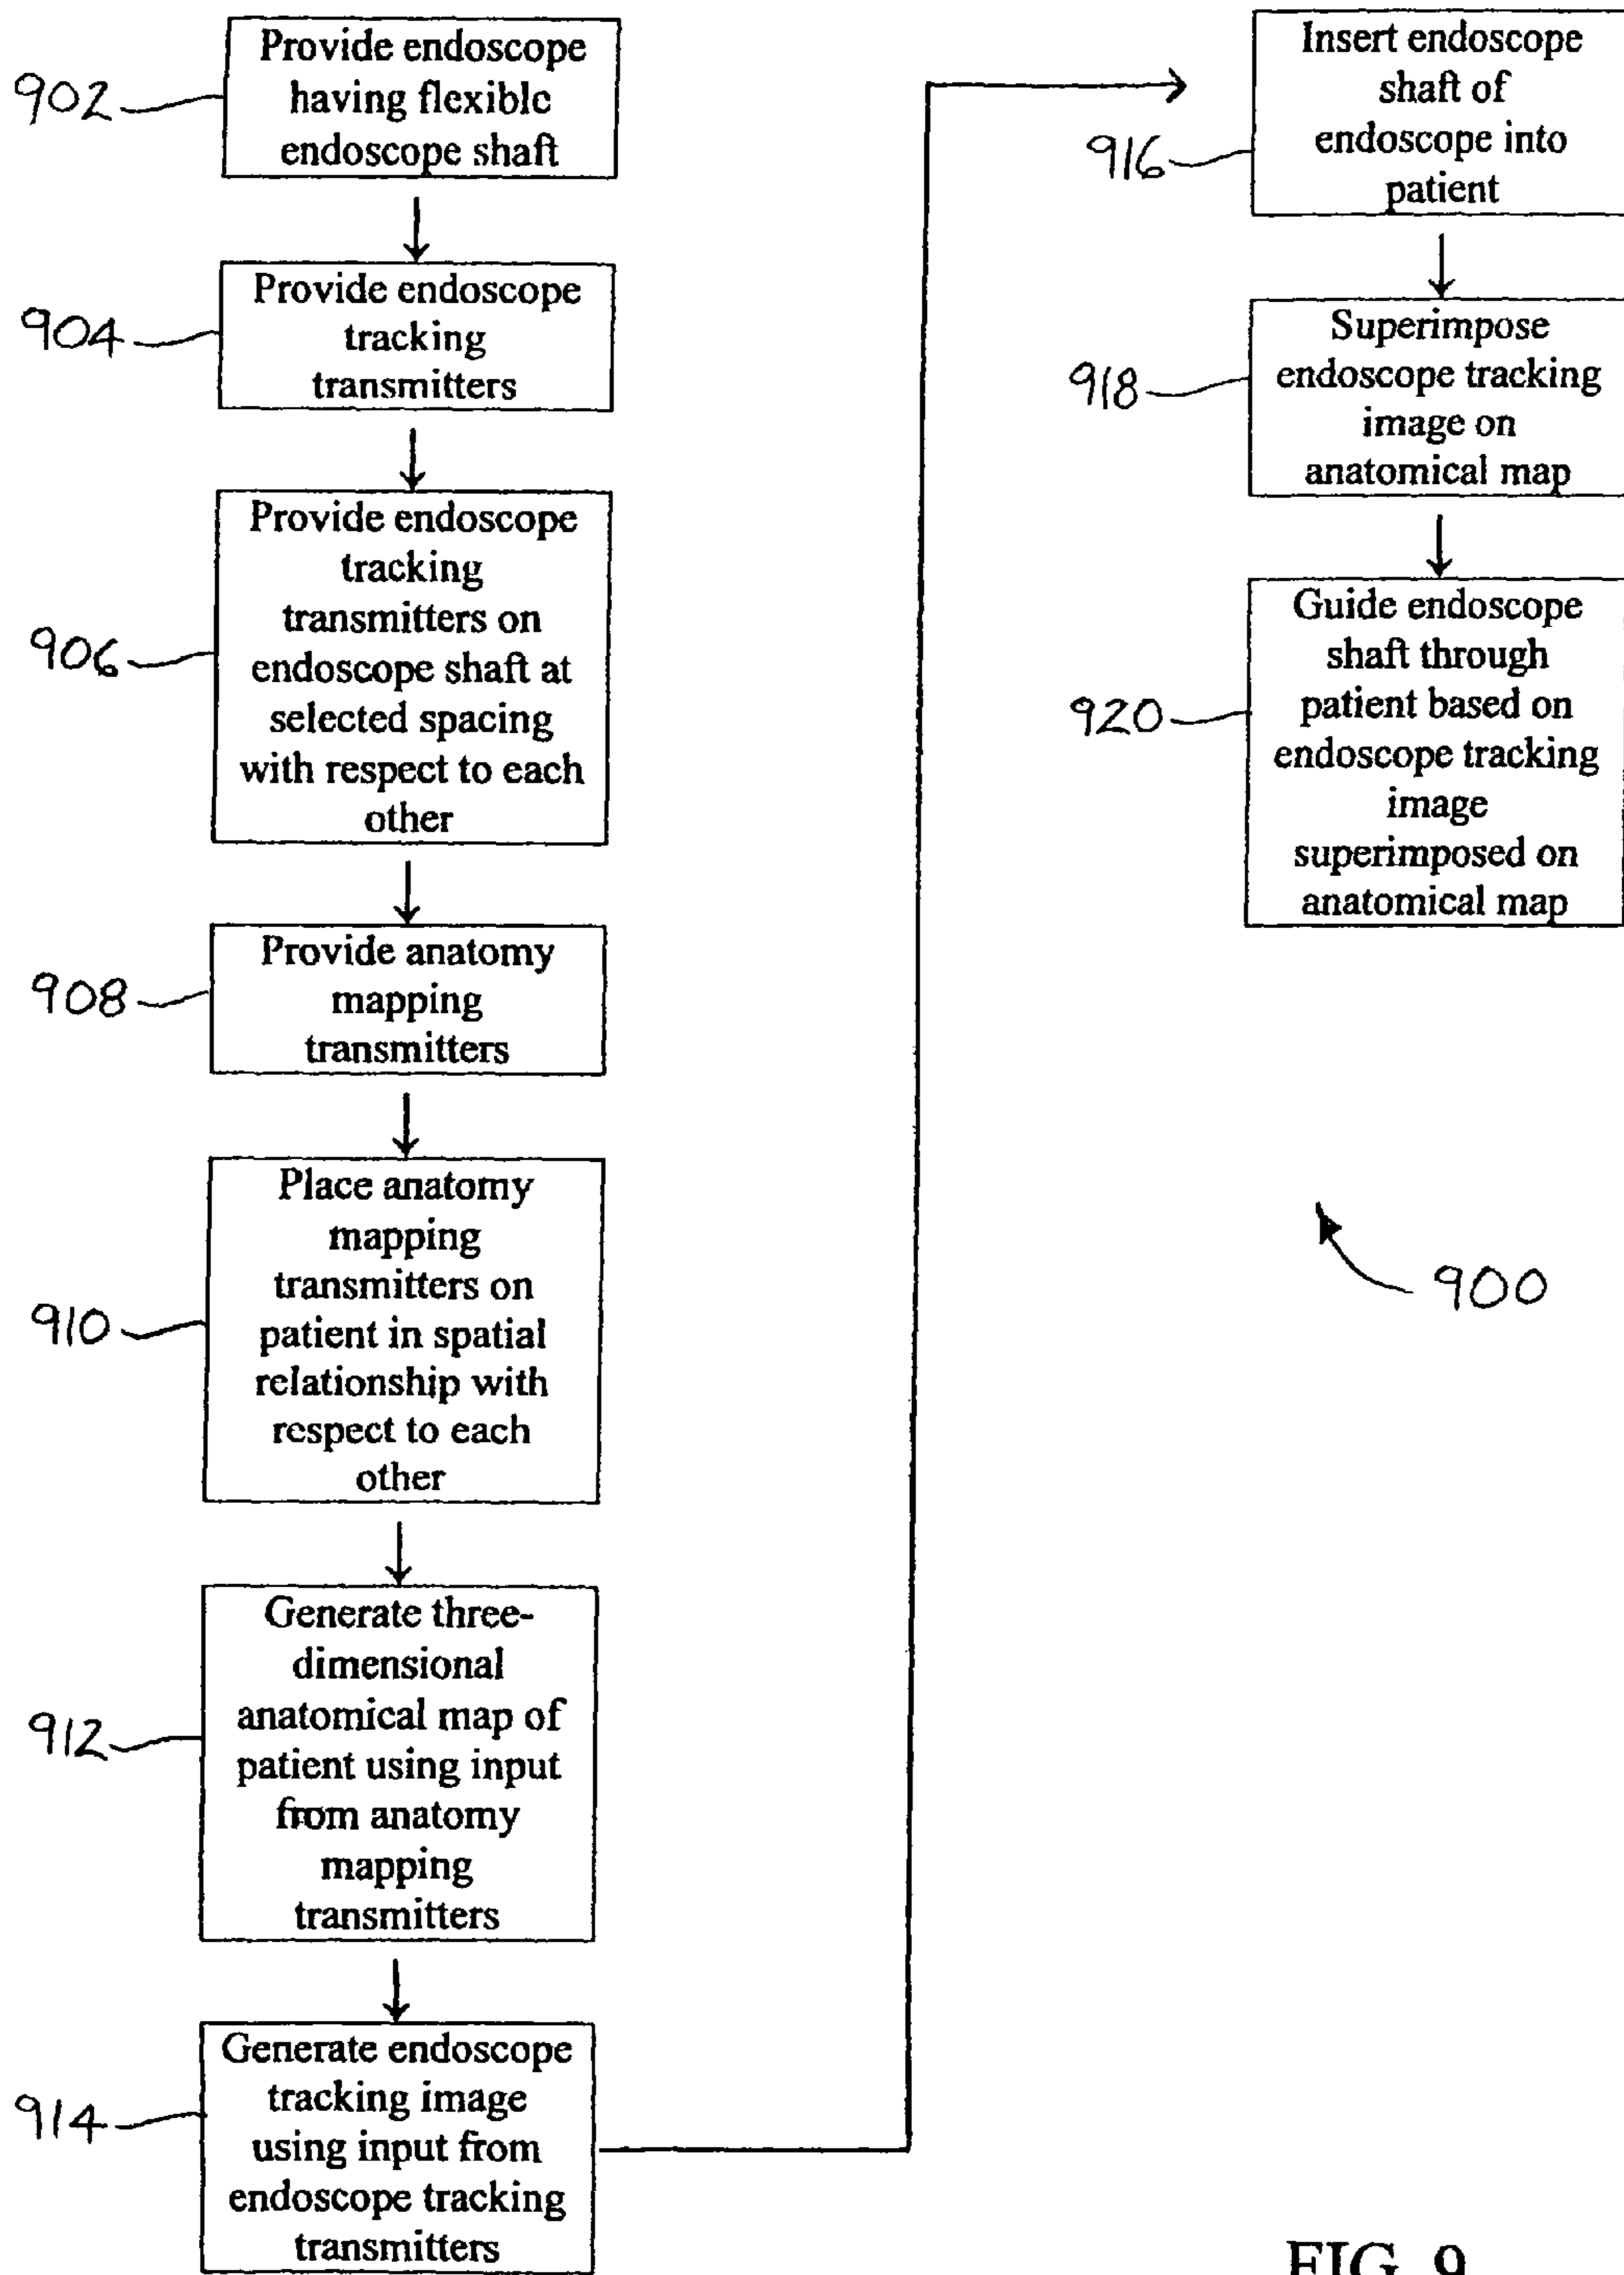 902
Provide endoscope
having flexible
endoscope shaft
904
Provide endoscope
tracking
transmitters
906
Provide endoscope
tracking
transmitters on
endoscope shaft at
selected spacing
with respect to each
other
908
Provide anatomy
mapping
transmitters
910
Place anatomy
mapping
transmitters on
patient in spatial
relationship with
respect to each
other
912
Generate three-
dimensional
anatomical map of
patient using input
from anatomy
mapping
transmitters
914
Generate endoscope
tracking image
using input from
endoscope tracking
transmitters
916
Insert endoscope
shaft of
endoscope into
patient
918
Superimpose
endoscope tracking
image on
anatomical map
920
Guide endoscope
shaft through
patient based on
endoscope tracking
image
superimposed on
anatomical map
900
FIG. 9